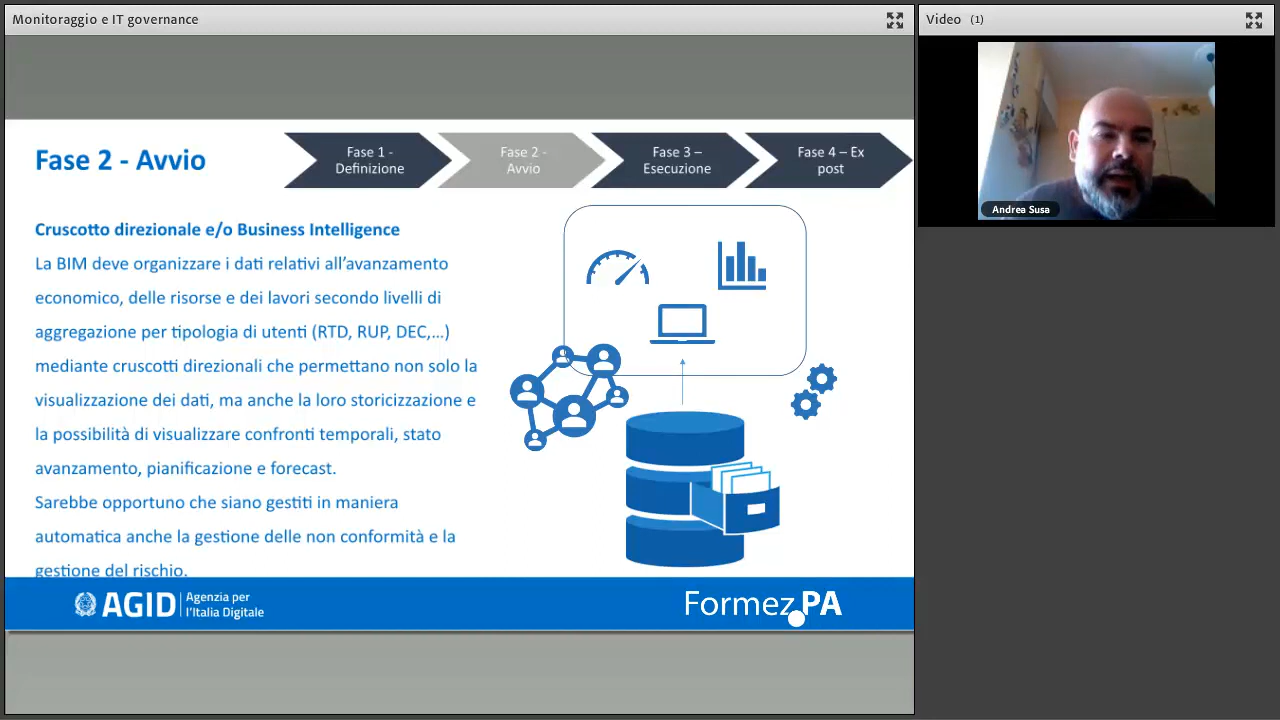 Monitoraggio e IT governance
Video (1)
Andrea Susa
Fase 2 - Avvio
Fase 1 -
Definizione
Fase 2 -
Avvio
Fase 3 –
Esecuzione
Fase 4 – Ex
post
Cruscotto direzionale e/o Business Intelligence
La BIM deve organizzare i dati relativi all’avanzamento
economico, delle risorse e dei lavori secondo livelli di
aggregazione per tipologia di utenti (RTD, RUP, DEC,...)
mediante cruscotti direzionali che permettano non solo la
visualizzazione dei dati, ma anche la loro storicizzazione e
la possibilità di visualizzare confronti temporali, stato
avanzamento, pianificazione e forecast.
Sarebbe opportuno che siano gestiti in maniera
automatica anche la gestione delle non conformità e la
gestione del rischio.
AGID
Agenzia per
l’Italia Digitale
Formez.PA